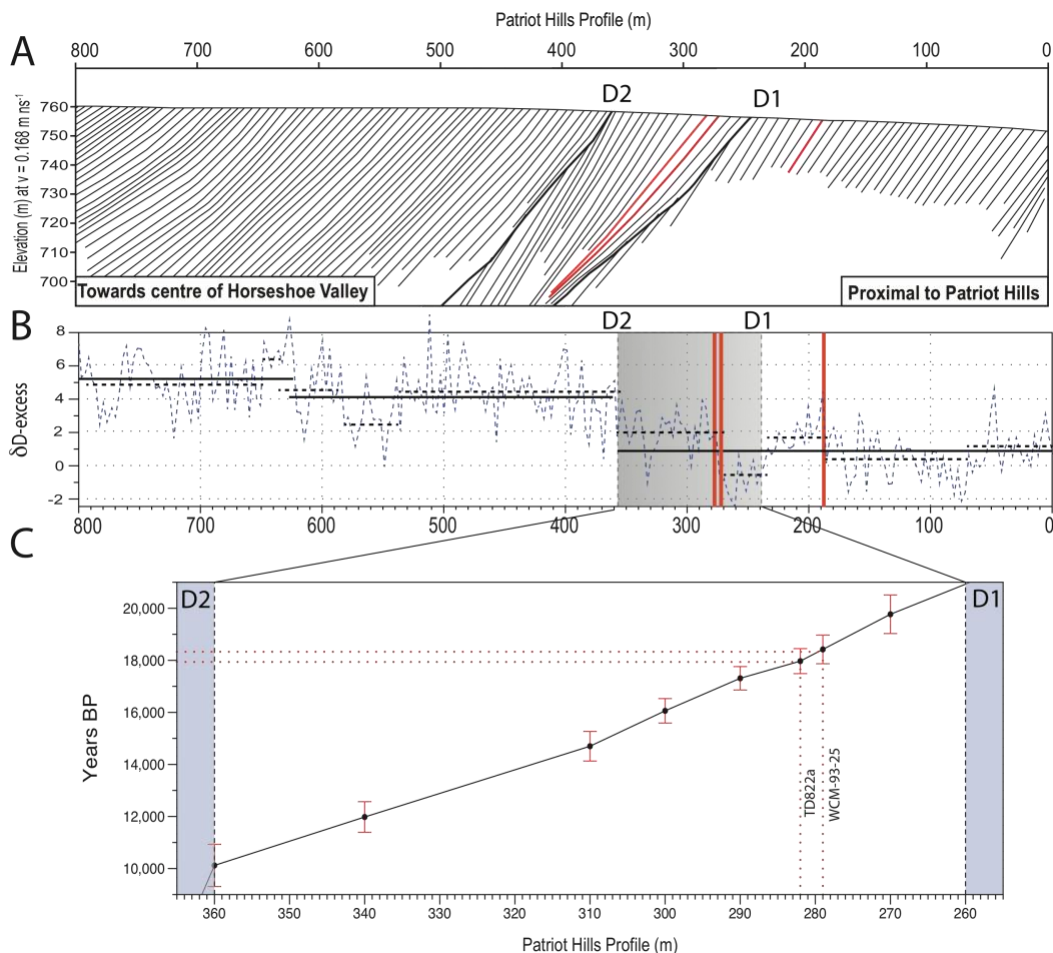 Patriot Hills Profile (m)
A
800 700 600 500 400 300 200 100 0
D2 D1
Elevation (m) at v = 0.168 m ns-1
760
750
740
730
720
710
700
Towards centre of Horseshoe Valley
Proximal to Patriot Hills
B
D2 D1
δD-excess
8
6
4
2
0
-2
800 700 600 500 400 300 200 100 0
C
D2 D1
Years BP
20,000
18,000
16,000
14,000
12,000
10,000
TD822a
WCM-93-25
360 350 340 330 320 310 300 290 280 270 260
Patriot Hills Profile (m)